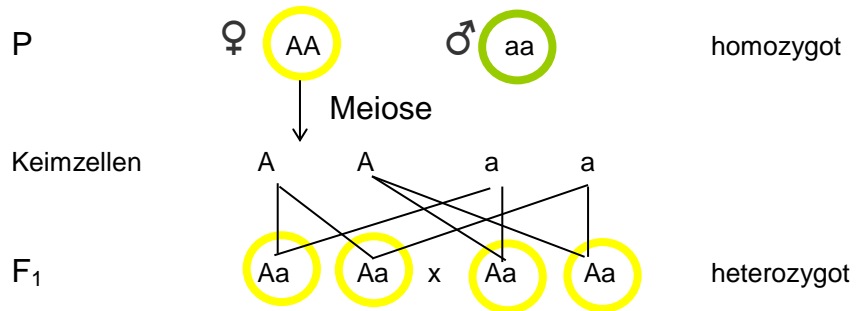 P ♀ AA ♂ aa homozygot
Meiose
Keimzellen A A a a
F₁ Aa Aa x Aa Aa heterozygot